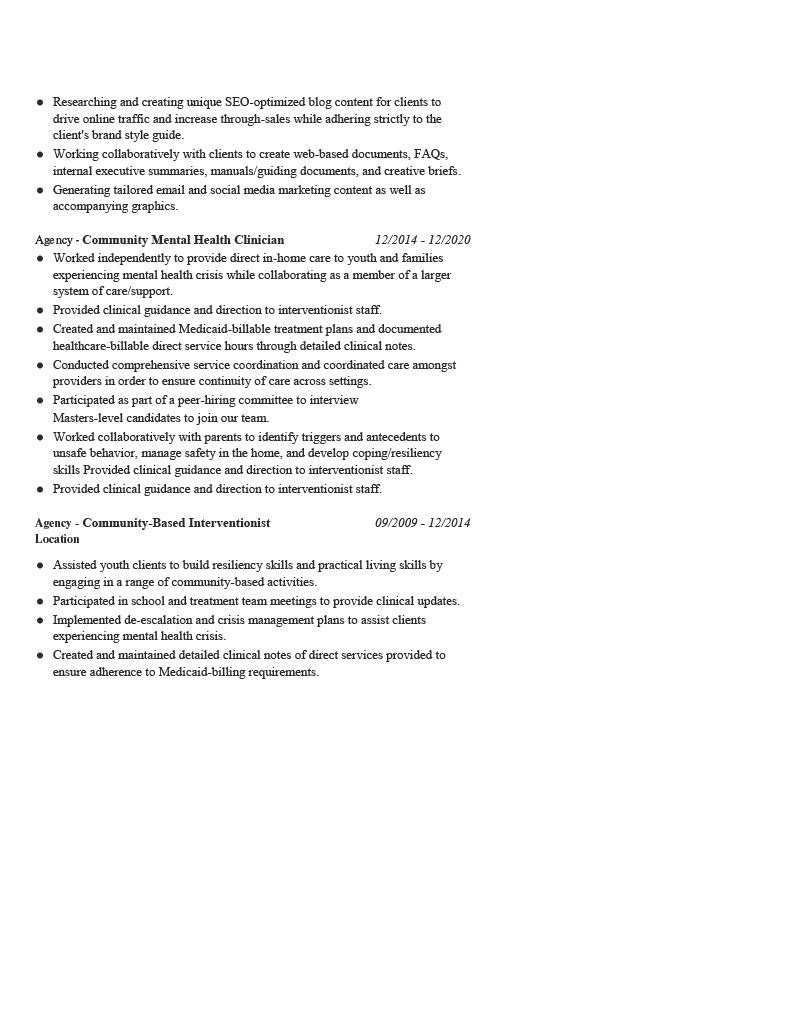 ● Researching and creating unique SEO-optimized blog content for clients to
drive online traffic and increase through-sales while adhering strictly to the
client's brand style guide.
● Working collaboratively with clients to create web-based documents, FAQs,
internal executive summaries, manuals/guiding documents, and creative briefs.
● Generating tailored email and social media marketing content as well as
accompanying graphics.
Agency - Community Mental Health Clinician 12/2014 - 12/2020
● Worked independently to provide direct in-home care to youth and families
experiencing mental health crisis while collaborating as a member of a larger
system of care/support.
● Provided clinical guidance and direction to interventionist staff.
● Created and maintained Medicaid-billable treatment plans and documented
healthcare-billable direct service hours through detailed clinical notes.
● Conducted comprehensive service coordination and coordinated care amongst
providers in order to ensure continuity of care across settings.
● Participated as part of a peer-hiring committee to interview
Masters-level candidates to join our team.
● Worked collaboratively with parents to identify triggers and antecedents to
unsafe behavior, manage safety in the home, and develop coping/resiliency
skills Provided clinical guidance and direction to interventionist staff.
● Provided clinical guidance and direction to interventionist staff.
Agency - Community-Based Interventionist 09/2009 - 12/2014
Location
● Assisted youth clients to build resiliency skills and practical living skills by
engaging in a range of community-based activities.
● Participated in school and treatment team meetings to provide clinical updates.
● Implemented de-escalation and crisis management plans to assist clients
experiencing mental health crisis.
● Created and maintained detailed clinical notes of direct services provided to
ensure adherence to Medicaid-billing requirements.